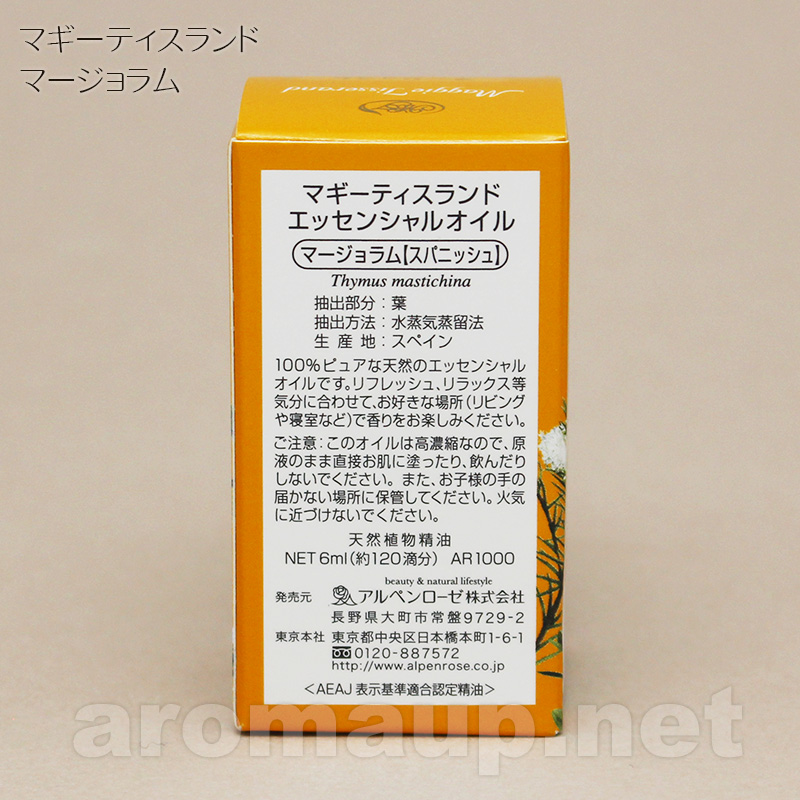 マギーティスランド
マージョラム
Maggie Tisserand
マギーティスランド
エッセンシャルオイル
マージョラム【スパニッシュ】
Thymus mastichina
抽出部分：葉
抽出方法：水蒸気蒸留法
生産地：スペイン
100%ピュアな天然のエッセンシャル
オイルです。リフレッシュ、リラックス等
気分に合わせて、お好きな場所（リビング
や寝室など）で香りをお楽しみください。
ご注意：このオイルは高濃縮なので、原
液のまま直接お肌に塗ったり、飲んだり
しないでください。また、お子様の手の
届かない場所に保管してください。火気
に近づけないでください。
天然植物精油
NET 6ml（約120滴分） AR1000
beauty & natural lifestyle
発売元 アルペンローゼ株式会社
長野県大町市常盤9729-2
東京本社 東京都中央区日本橋本町1-6-1
0120-887572
http://www.alpenrose.co.jp
＜AEAJ 表示基準適合認定精油＞
aromaup.net